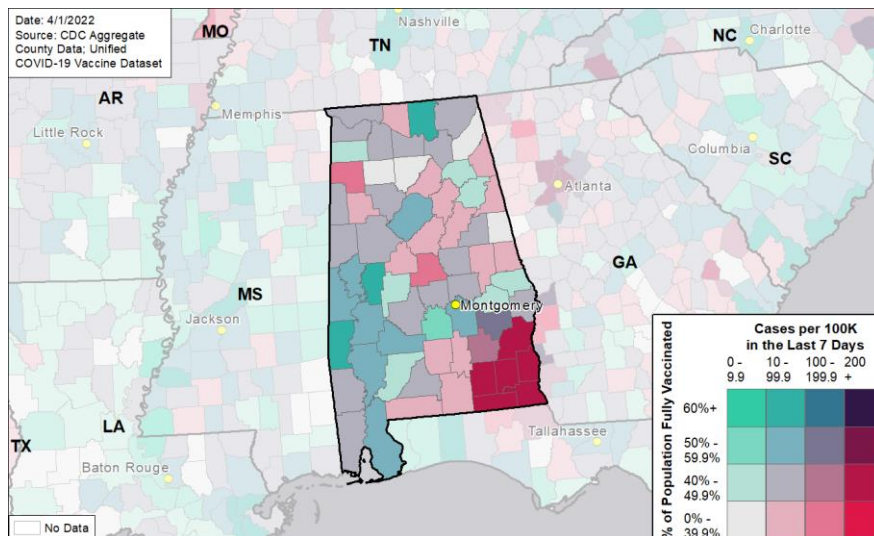 Date: 4/1/2022
Source: CDC Aggregate
County Data; Unified
COVID-19 Vaccine Dataset
MO
Nashville
TN
NC
Charlotte
AR
Memphis
Little Rock
Columbia
SC
Atlanta
GA
MS
Montgomery
Jackson
LA
TX
Tallahassee
Baton Rouge
No Data
Cases per 100K
in the Last 7 Days
0 -
9.9
10 -
99.9
100 -
199.9
200
+
% of Population Fully Vaccinated
60%+
50% -
59.9%
40% -
49.9%
0% -
39.9%